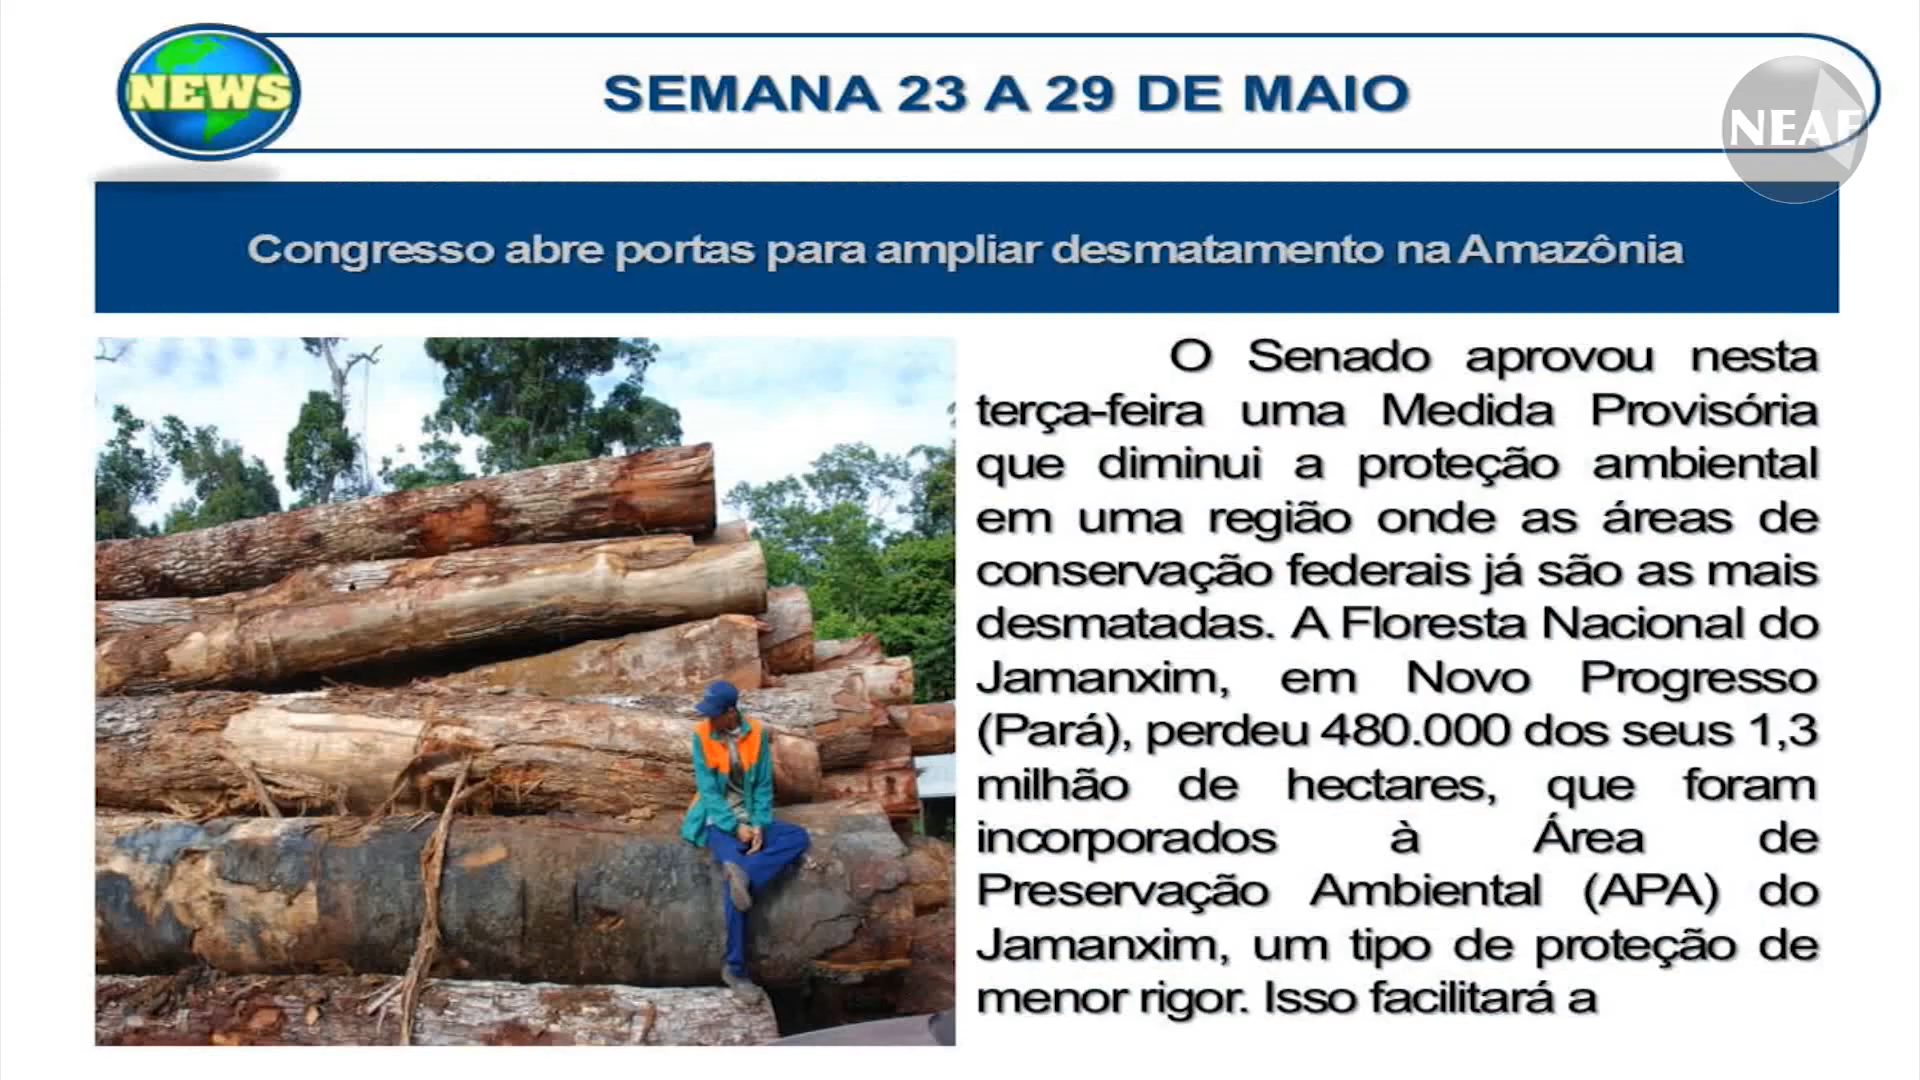 NEWS
SEMANA 23 A 29 DE MAIO
NEAF
Congresso abre portas para ampliar desmatamento na Amazônia
O Senado aprovou nesta
terça-feira uma Medida Provisória
que diminui a proteção ambiental
em uma região onde as áreas de
conservação federais já são as mais
desmatadas. A Floresta Nacional do
Jamanxim, em Novo Progresso
(Pará), perdeu 480.000 dos seus 1,3
milhão de hectares, que foram
incorporados à Área de
Preservação Ambiental (APA) do
Jamanxim, um tipo de proteção de
menor rigor. Isso facilitará a